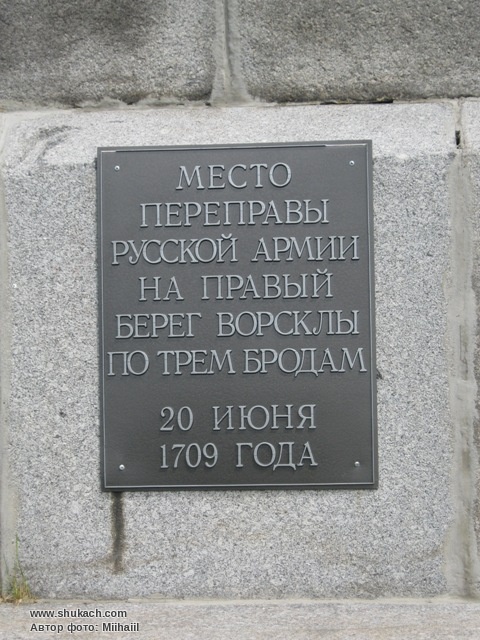 МЕСТО
ПЕРЕПРАВЫ
РУССКОЙ АРМИИ
НА ПРАВЫЙ
БЕРЕГ ВОРСКЛЫ
ПО ТРЕМ БРОДАМ
20 ИЮНЯ
1709 ГОДА
www.shukach.com
Автор фото: Miihaiil